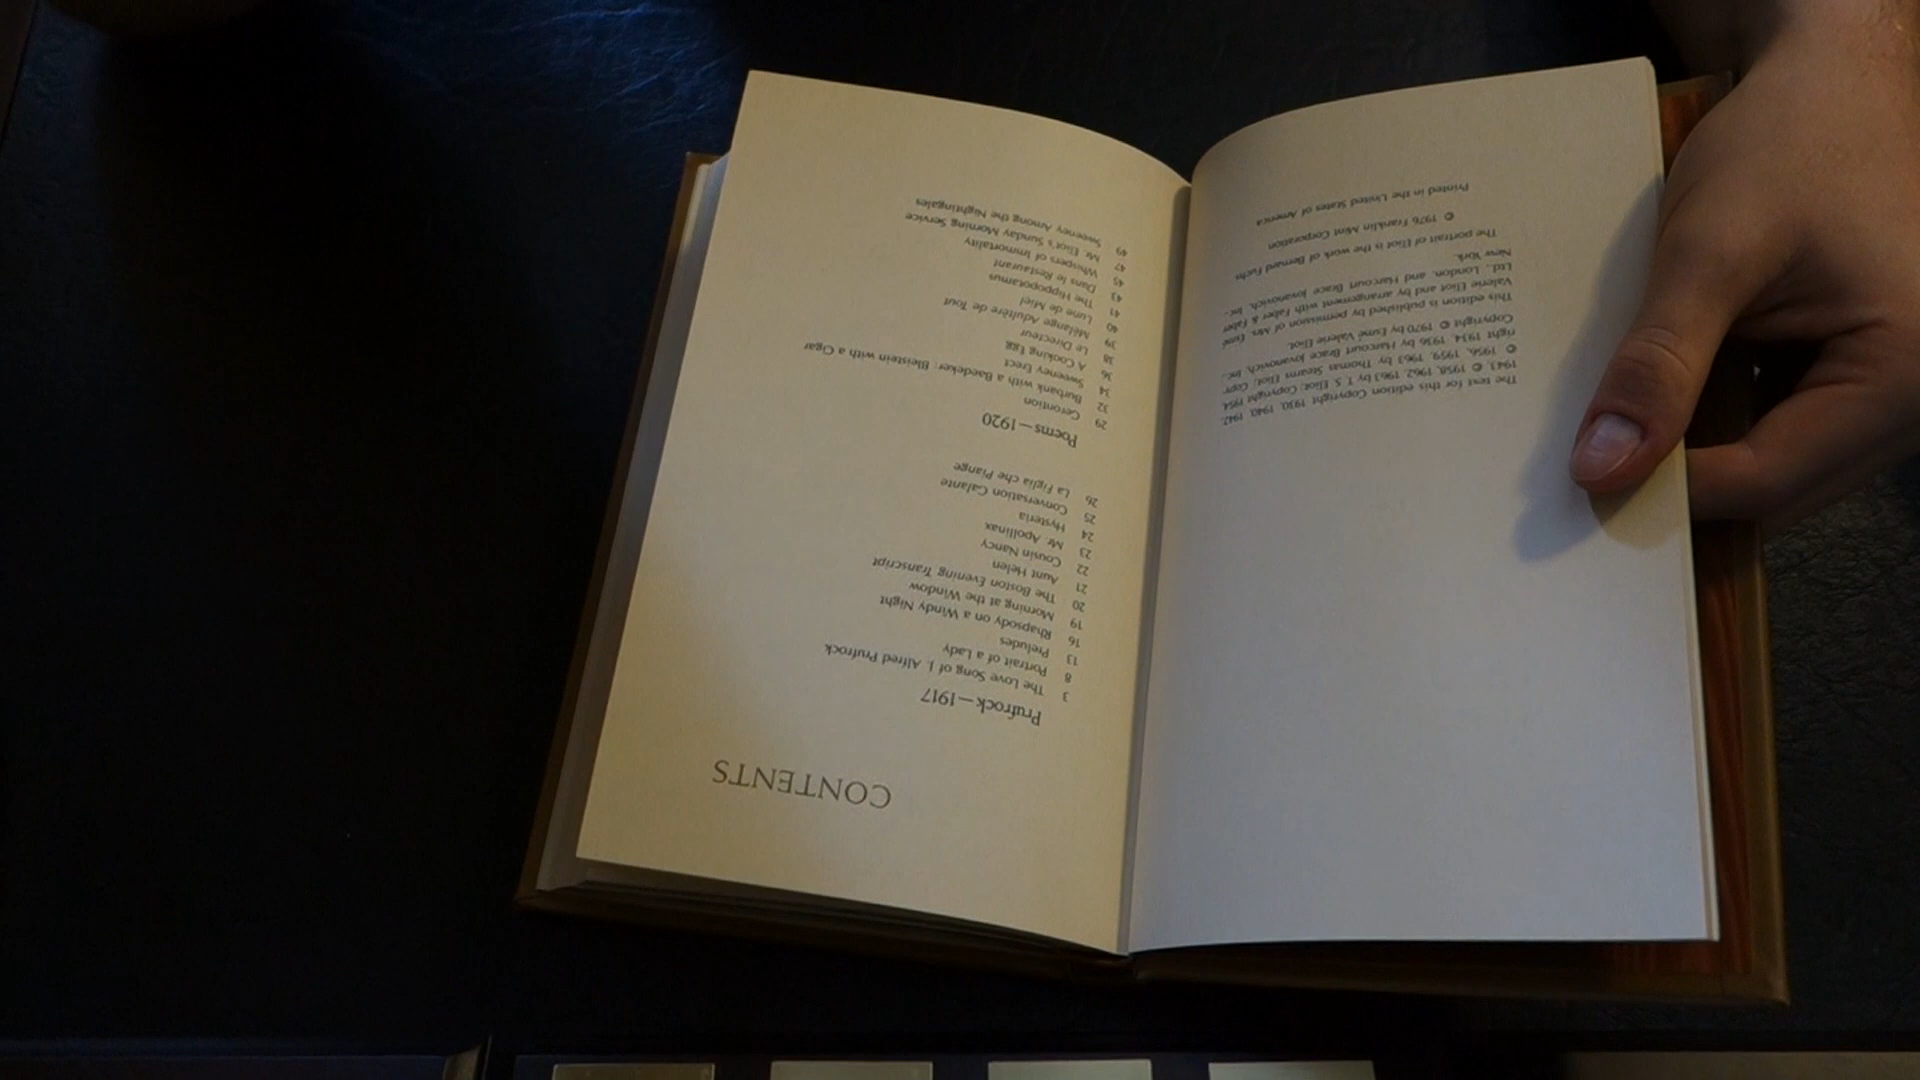 The text for this edition Copyright 1930, 1940, 1942,
1943, © 1958, 1962, 1963 by T. S. Eliot; Copyright 1954,
© 1956, 1959, 1963 by Thomas Stearns Eliot; Copy-
right 1934, 1936 by Harcourt Brace Jovanovich, Inc.;
Copyright © 1970 by Esmé Valerie Eliot.
This edition is published by permission of Mrs. Esmé
Valerie Eliot and by arrangement with Faber & Faber
Ltd., London, and Harcourt Brace Jovanovich, Inc.,
New York.
The portrait of Eliot is the work of Bernard Fuchs
© 1976 Franklin Mint Corporation
Printed in the United States of America
CONTENTS
Prufrock—1917
3 The Love Song of J. Alfred Prufrock
8 Portrait of a Lady
13 Preludes
16 Rhapsody on a Windy Night
19 Morning at the Window
20 The Boston Evening Transcript
21 Aunt Helen
22 Cousin Nancy
23 Mr. Apollinax
24 Hysteria
25 Conversation Galante
26 La Figlia che Piange
Poems—1920
29 Gerontion
32 Burbank with a Baedeker: Bleistein with a Cigar
34 Sweeney Erect
36 A Cooking Egg
38 Le Directeur
39 Mélange Adultère de Tout
40 Lune de Miel
41 The Hippopotamus
43 Dans le Restaurant
45 Whispers of Immortality
47 Mr. Eliot's Sunday Morning Service
49 Sweeney Among the Nightingales